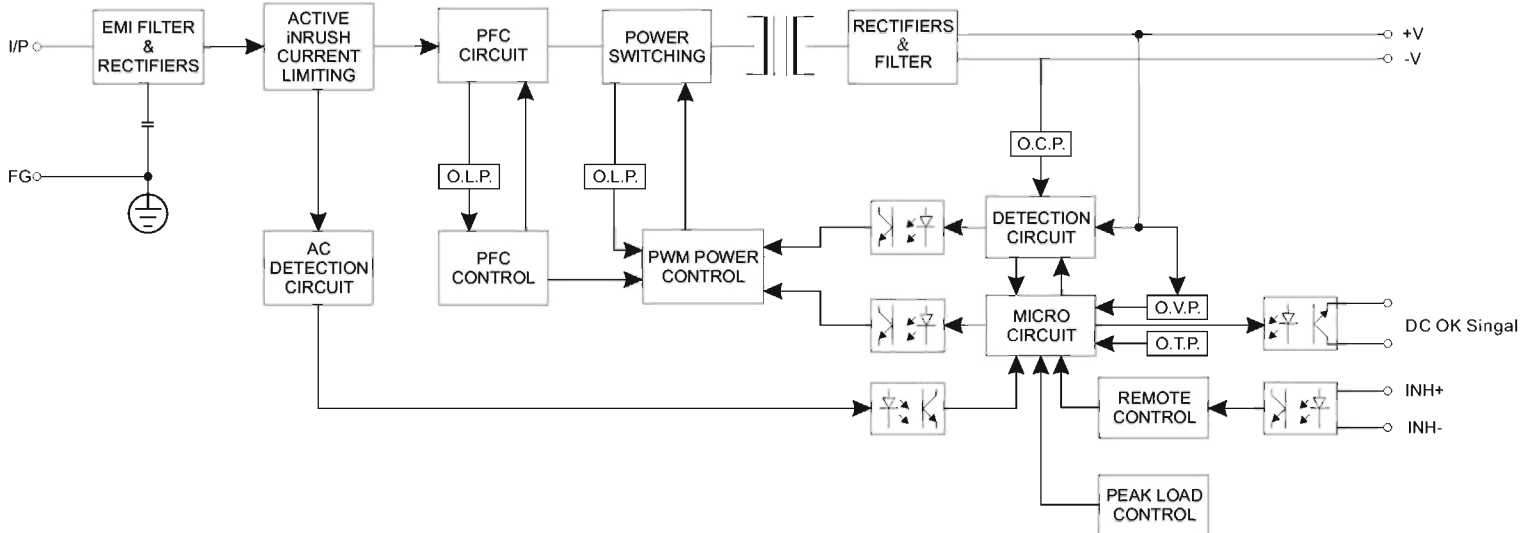 I/P
EMI FILTER
&
RECTIFIERS
ACTIVE
iNRUSH
CURRENT
LIMITING
PFC
CIRCUIT
POWER
SWITCHING
RECTIFIERS
&
FILTER
+V
-V
FG
O.L.P.
O.L.P.
O.C.P.
AC
DETECTION
CIRCUIT
PFC
CONTROL
PWM POWER
CONTROL
DETECTION
CIRCUIT
MICRO
CIRCUIT
O.V.P.
O.T.P.
DC OK Singal
REMOTE
CONTROL
INH+
INH-
PEAK LOAD
CONTROL